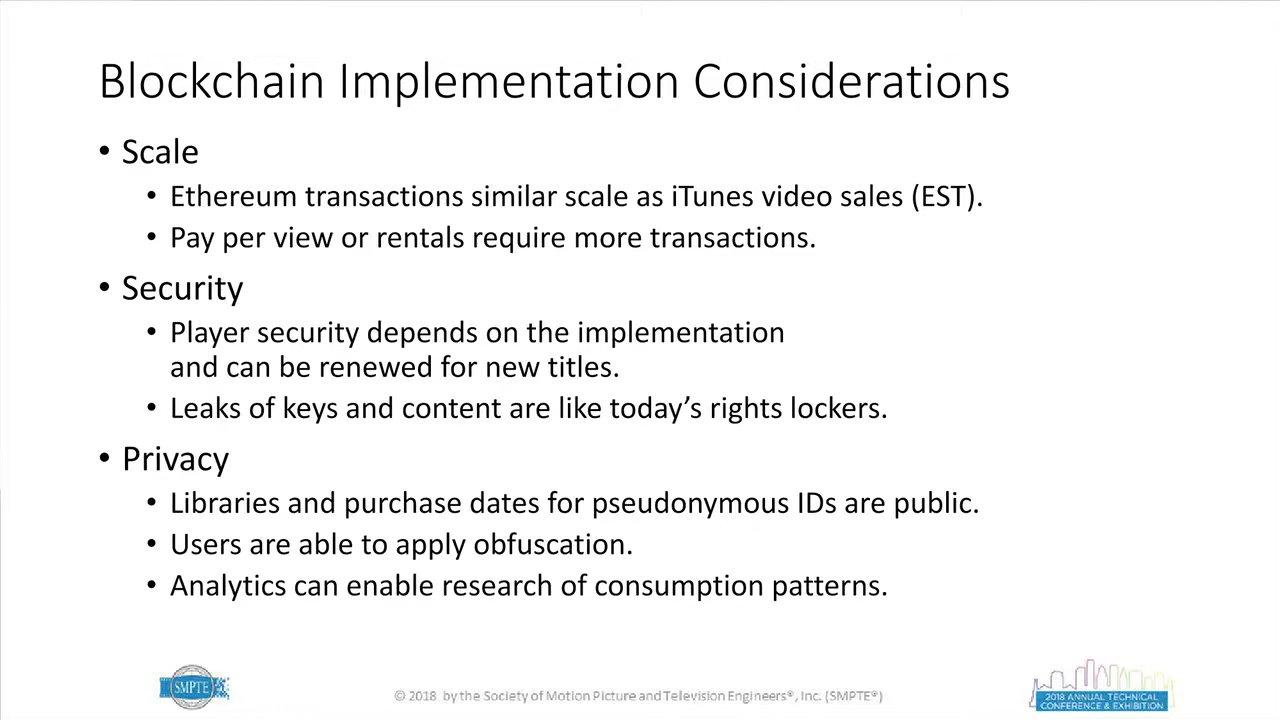 Blockchain Implementation Considerations
• Scale
• Ethereum transactions similar scale as iTunes video sales (EST).
• Pay per view or rentals require more transactions.
• Security
• Player security depends on the implementation
and can be renewed for new titles.
• Leaks of keys and content are like today’s rights lockers.
• Privacy
• Libraries and purchase dates for pseudonymous IDs are public.
• Users are able to apply obfuscation.
• Analytics can enable research of consumption patterns.
SMPTE
© 2018 by the Society of Motion Picture and Television Engineers®, Inc. (SMPTE®)
2018 ANNUAL TECHNICAL
CONFERENCE & EXHIBITION